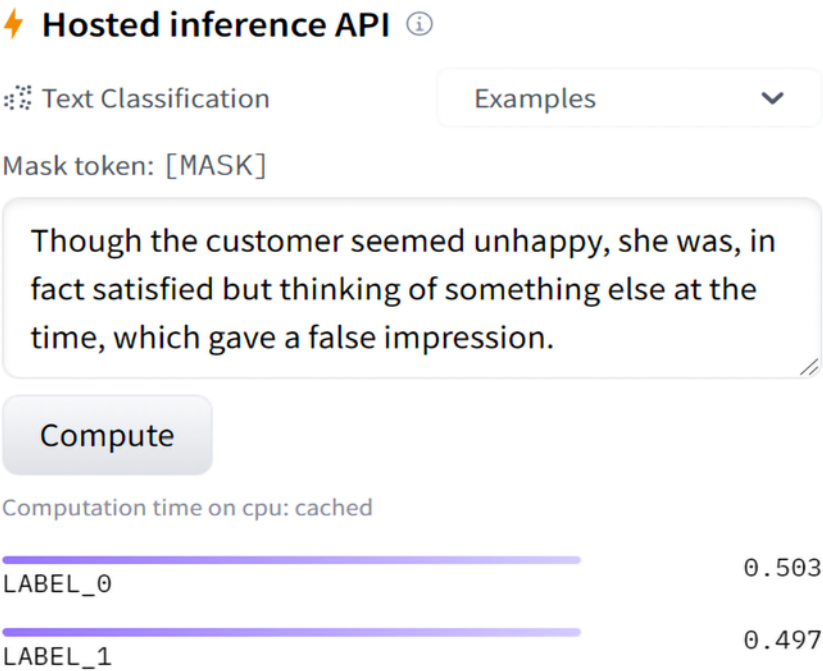 Hosted inference API
Text Classification
Examples
Mask token: [MASK]
Though the customer seemed unhappy, she was, in
fact satisfied but thinking of something else at the
time, which gave a false impression.
Compute
Computation time on cpu: cached
0.503
LABEL_0
0.497
LABEL_1